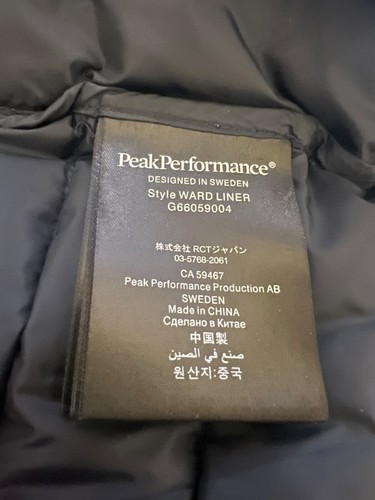 PeakPerformance®
DESIGNED IN SWEDEN
Style WARD LINER
G66059004
株式会社 RCTジャパン
03-5768-2061
CA 59467
Peak Performance Production AB
SWEDEN
Made in CHINA
Сделано в Китае
中国製
صنع في الصين
원산지:중국